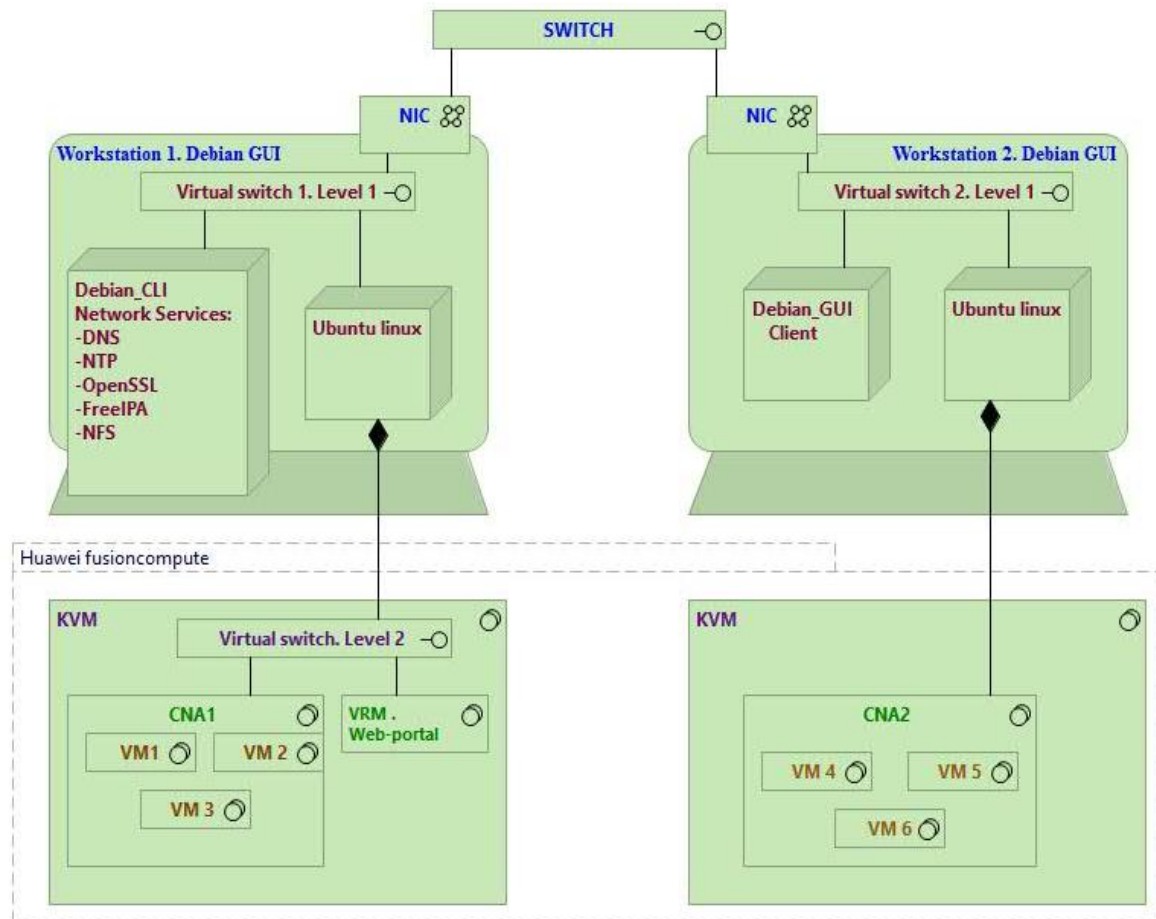 SWITCH
NIC
NIC
Workstation 1. Debian GUI
Workstation 2. Debian GUI
Virtual switch 1. Level 1
Virtual switch 2. Level 1
Debian_CLI
Network Services:
-DNS
-NTP
-OpenSSL
-FreeIPA
-NFS
Ubuntu linux
Debian_GUI
Client
Ubuntu linux
Huawei fusioncompute
KVM
Virtual switch. Level 2
CNA1
VM1
VM 2
VM 3
VRM .
Web-portal
KVM
CNA2
VM 4
VM 5
VM 6